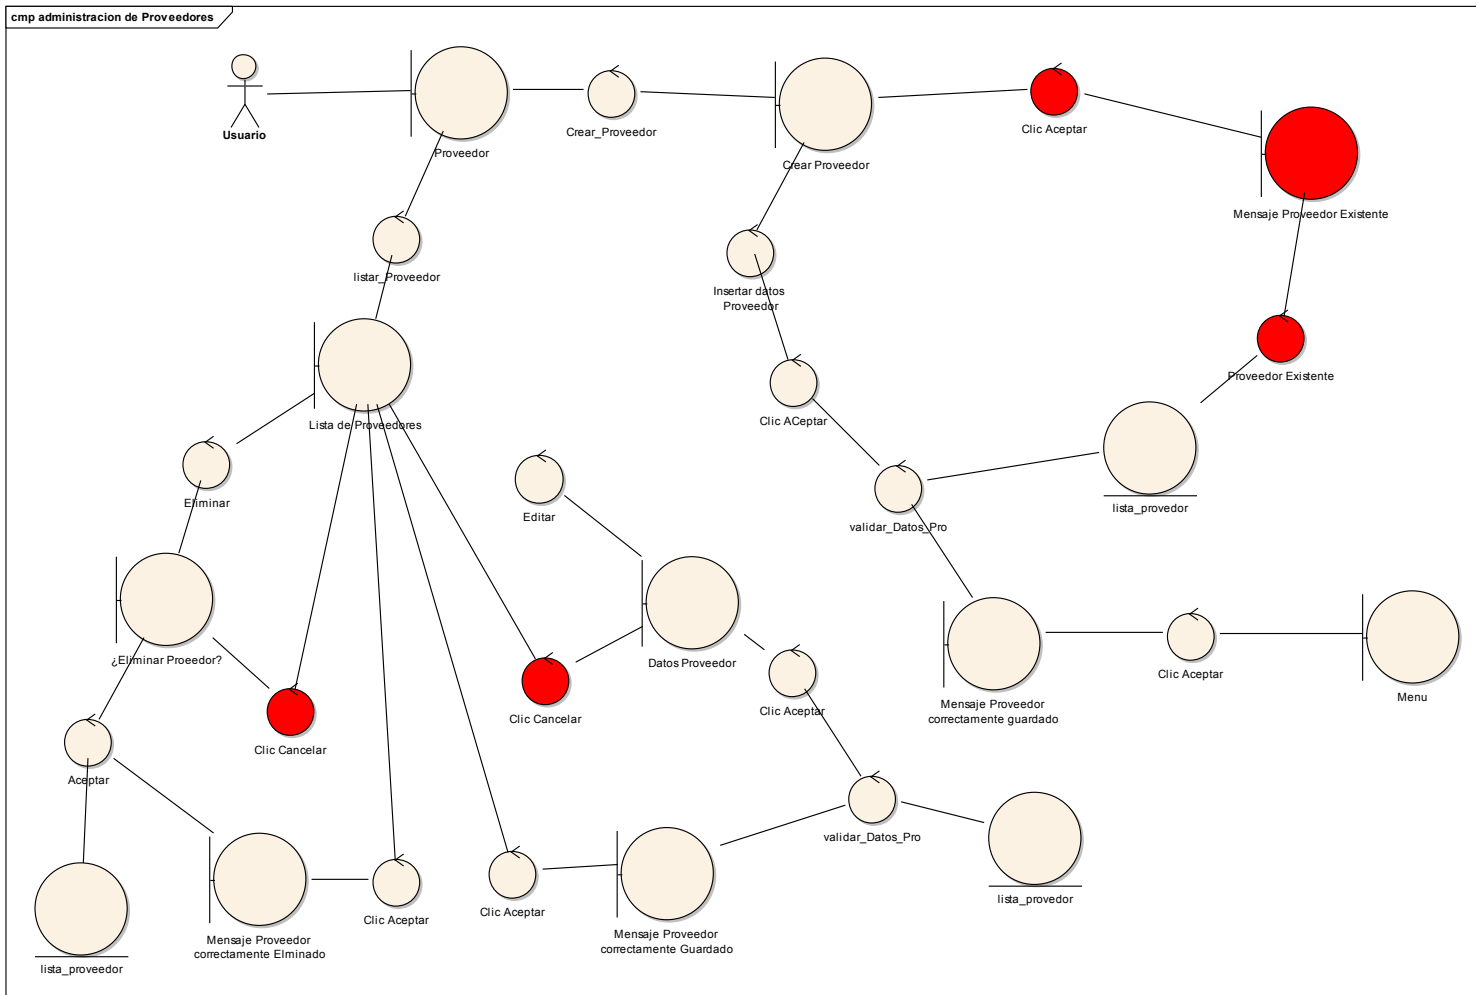 cmp administracion de Proveedores
Usuario
Proveedor
Crear_Proveedor
Crear Proveedor
Clic Aceptar
Mensaje Proveedor Existente
listar_Proveedor
Insertar datos
Proveedor
Proveedor Existente
Lista de Proveedores
Clic ACeptar
Eliminar
Editar
validar_Datos_Pro
lista_provedor
¿Eliminar Proeedor?
Datos Proveedor
Clic Cancelar
Clic Cancelar
Clic Aceptar
Mensaje Proveedor
correctamente guardado
Clic Aceptar
Menu
Aceptar
validar_Datos_Pro
lista_provedor
Clic Aceptar
Clic Aceptar
Mensaje Proveedor
correctamente Guardado
Mensaje Proveedor
correctamente Elminado
lista_proveedor